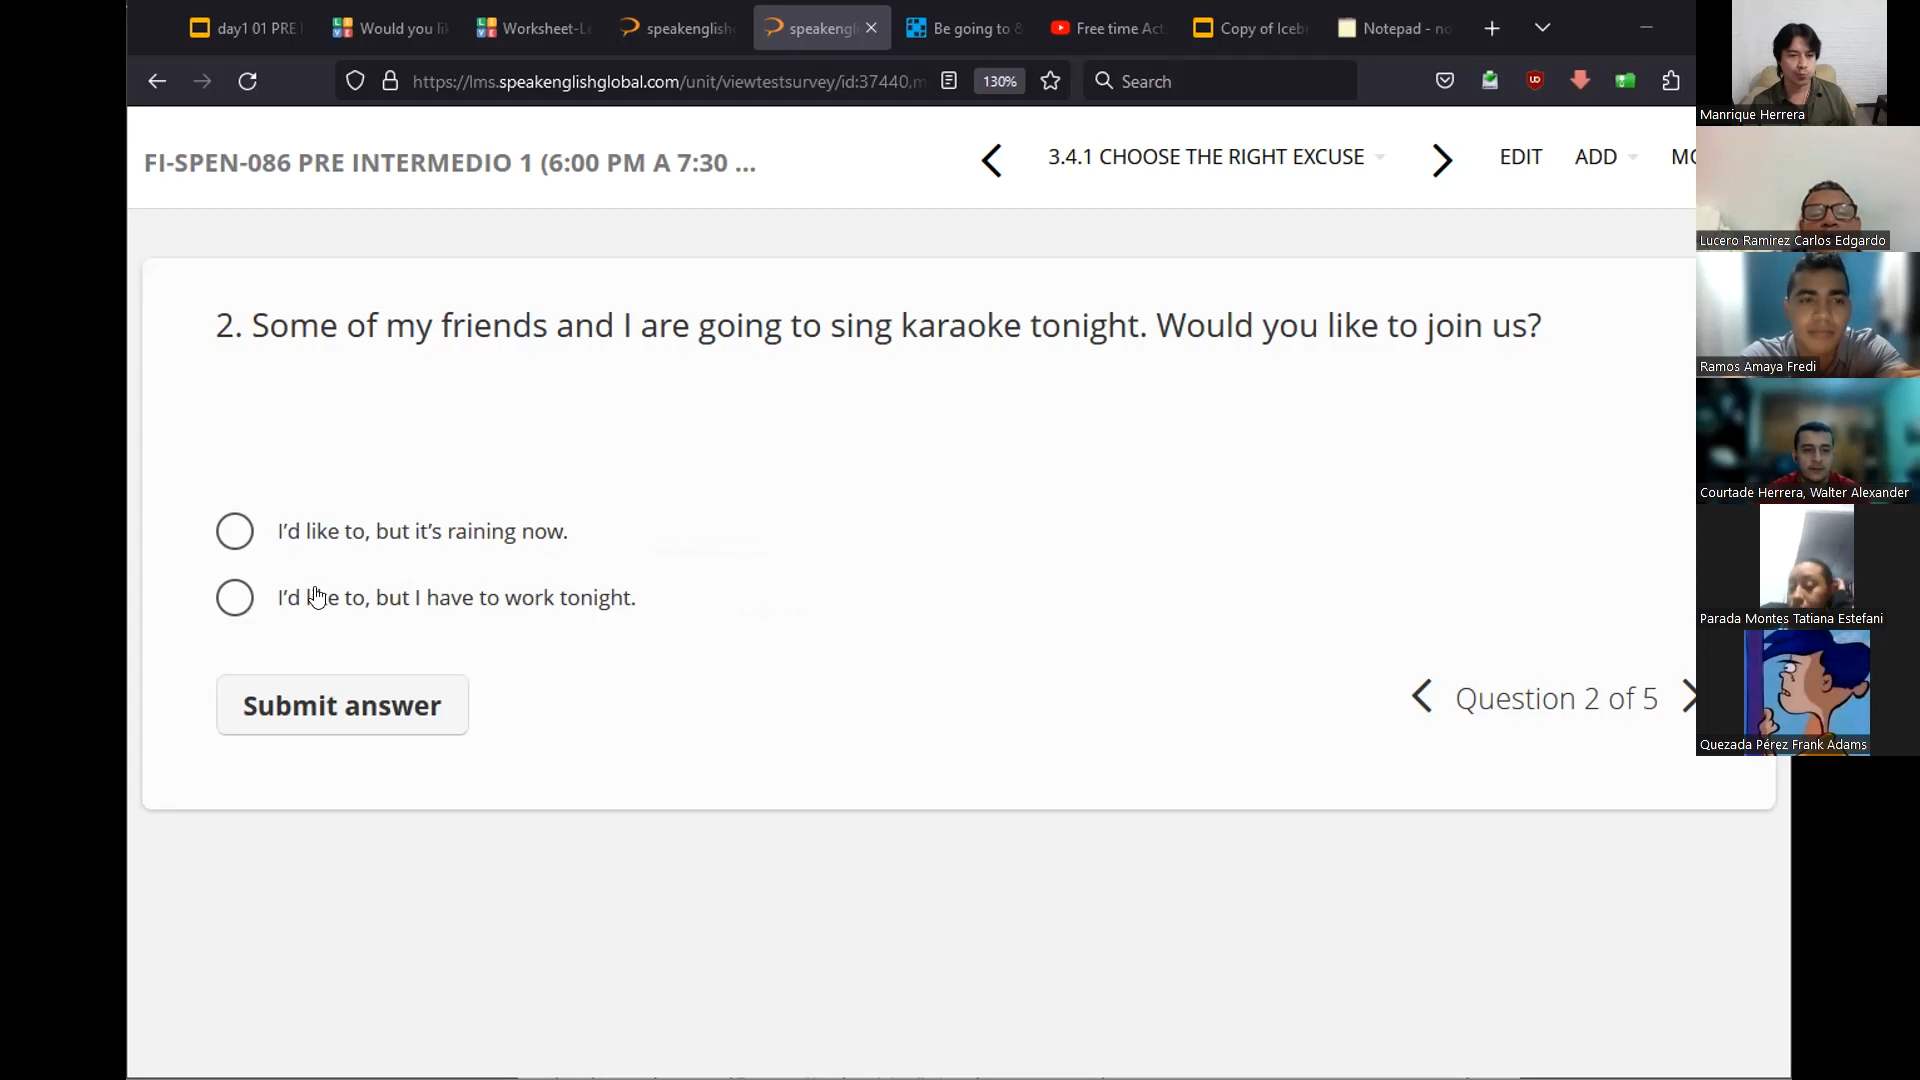 day1 01 PRE
Would you li
Worksheet-L
speakenglish
speakengl
Be going to &
Free time Act
Copy of Iceb
Notepad - no
https://lms.speakenglishglobal.com/unit/viewtestsurvey/id:37440,m
130%
Search
FI-SPEN-086 PRE INTERMEDIO 1 (6:00 PM A 7:30 ...
3.4.1 CHOOSE THE RIGHT EXCUSE
EDIT
ADD
MO
2. Some of my friends and I are going to sing karaoke tonight. Would you like to join us?
I’d like to, but it’s raining now.
I’d like to, but I have to work tonight.
Submit answer
Question 2 of 5
Manrique Herrera
Lucero Ramirez Carlos Edgardo
Ramos Amaya Fredi
Courtade Herrera, Walter Alexander
Parada Montes Tatiana Estefani
Quezada Pérez Frank Adams